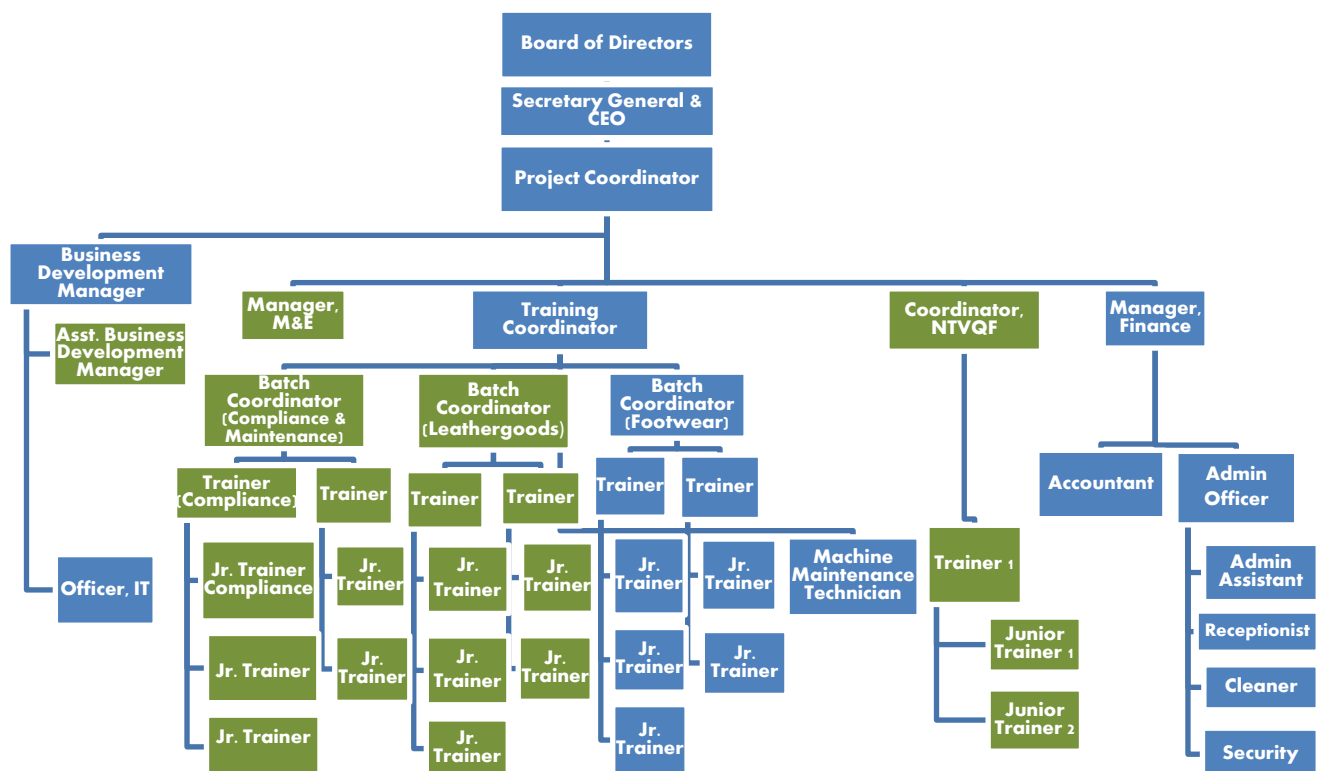 Board of Directors
Secretary General &
CEO
Project Coordinator
Business
Development
Manager
Manager,
M&E
Training
Coordinator
Coordinator,
NTVQF
Manager,
Finance
Asst. Business
Development
Manager
Batch
Coordinator
(Compliance &
Maintenance)
Batch
Coordinator
(Leathergoods)
Batch
Coordinator
(Footwear)
Trainer
(Compliance)
Trainer
Trainer
Trainer
Trainer
Trainer
Accountant
Admin
Officer
Officer, IT
Jr. Trainer
Compliance
Jr.
Trainer
Jr.
Trainer
Jr.
Trainer
Jr.
Trainer
Jr.
Trainer
Machine
Maintenance
Technician
Trainer 1
Admin
Assistant
Receptionist
Jr. Trainer
Jr.
Trainer
Jr.
Trainer
Jr.
Trainer
Jr.
Trainer
Jr.
Trainer
Junior
Trainer 1
Cleaner
Jr. Trainer
Jr.
Trainer
Jr.
Trainer
Junior
Trainer 2
Security